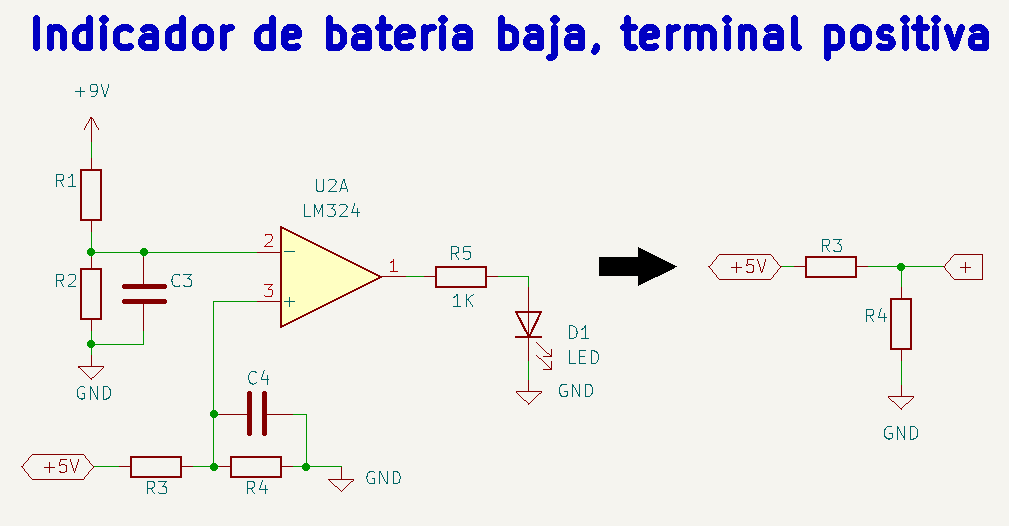 Indicador de bateria baja, terminal positiva
+9V
R1
R2
C3
GND
U2A
LM324
2
3
1
R5
1K
D1
LED
GND
C4
+5V
R3
R4
GND
+5V
R3
+
R4
GND